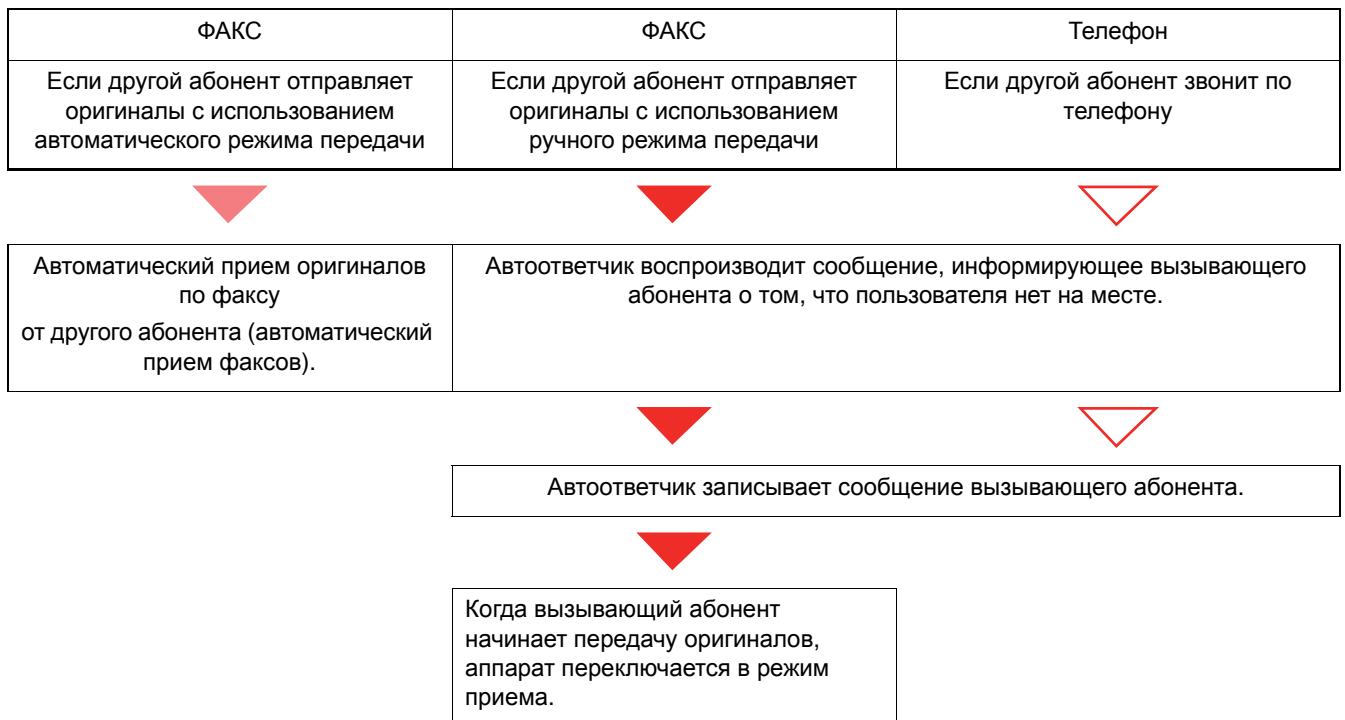 ФАКС
ФАКС
Телефон
Если другой абонент отправляет
оригиналы с использованием
автоматического режима передачи
Если другой абонент отправляет
оригиналы с использованием
ручного режима передачи
Если другой абонент звонит по
телефону
Автоматический прием оригиналов
по факсу
от другого абонента (автоматический
прием факсов).
Автоответчик воспроизводит сообщение, информирующее вызывающего
абонента о том, что пользователя нет на месте.
Автоответчик записывает сообщение вызывающего абонента.
Когда вызывающий абонент
начинает передачу оригиналов,
аппарат переключается в режим
приема.